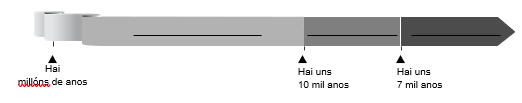 Hai
millóns de anos
Hai uns
10 mil anos
Hai uns
7 mil anos